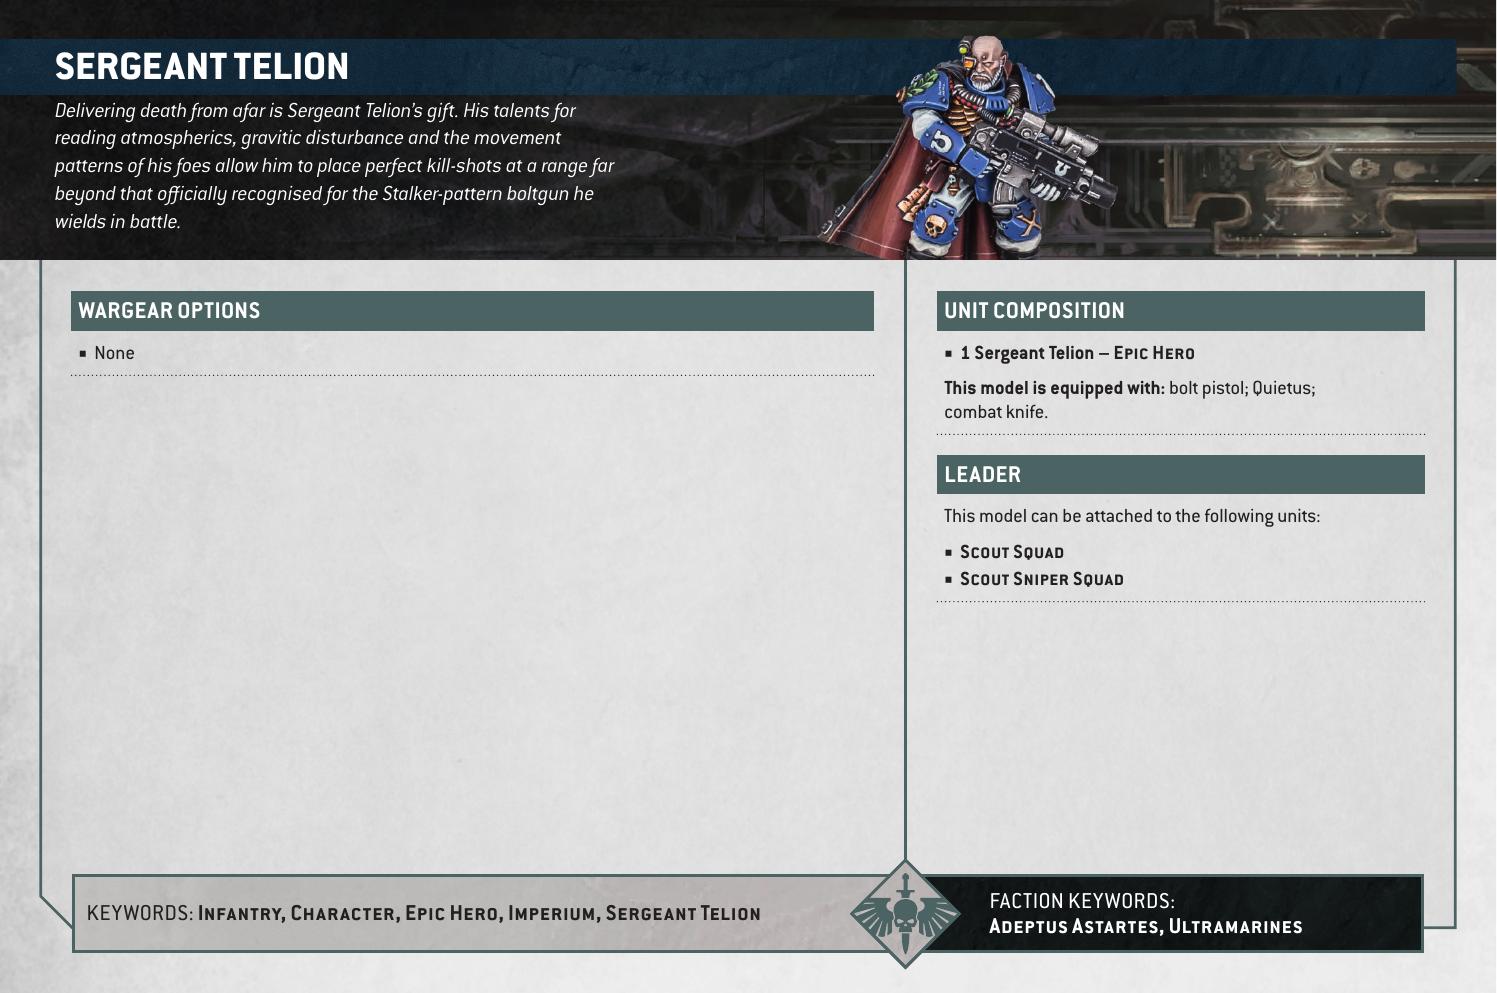 SERGEANT TELION
Delivering death from afar is Sergeant Telion's gift. His talents for
reading atmospherics, gravitic disturbance and the movement
patterns of his foes allow him to place perfect kill-shots at a range far
beyond that officially recognised for the Stalker-pattern boltgun he
wields in battle.
WARGEAR OPTIONS
▪ None
UNIT COMPOSITION
▪ 1 Sergeant Telion – Epic Hero
This model is equipped with: bolt pistol; Quietus;
combat knife.
LEADER
This model can be attached to the following units:
▪ Scout Squad
▪ Scout Sniper Squad
KEYWORDS: Infantry, Character, Epic Hero, Imperium, Sergeant Telion
FACTION KEYWORDS:
Adeptus Astartes, Ultramarines